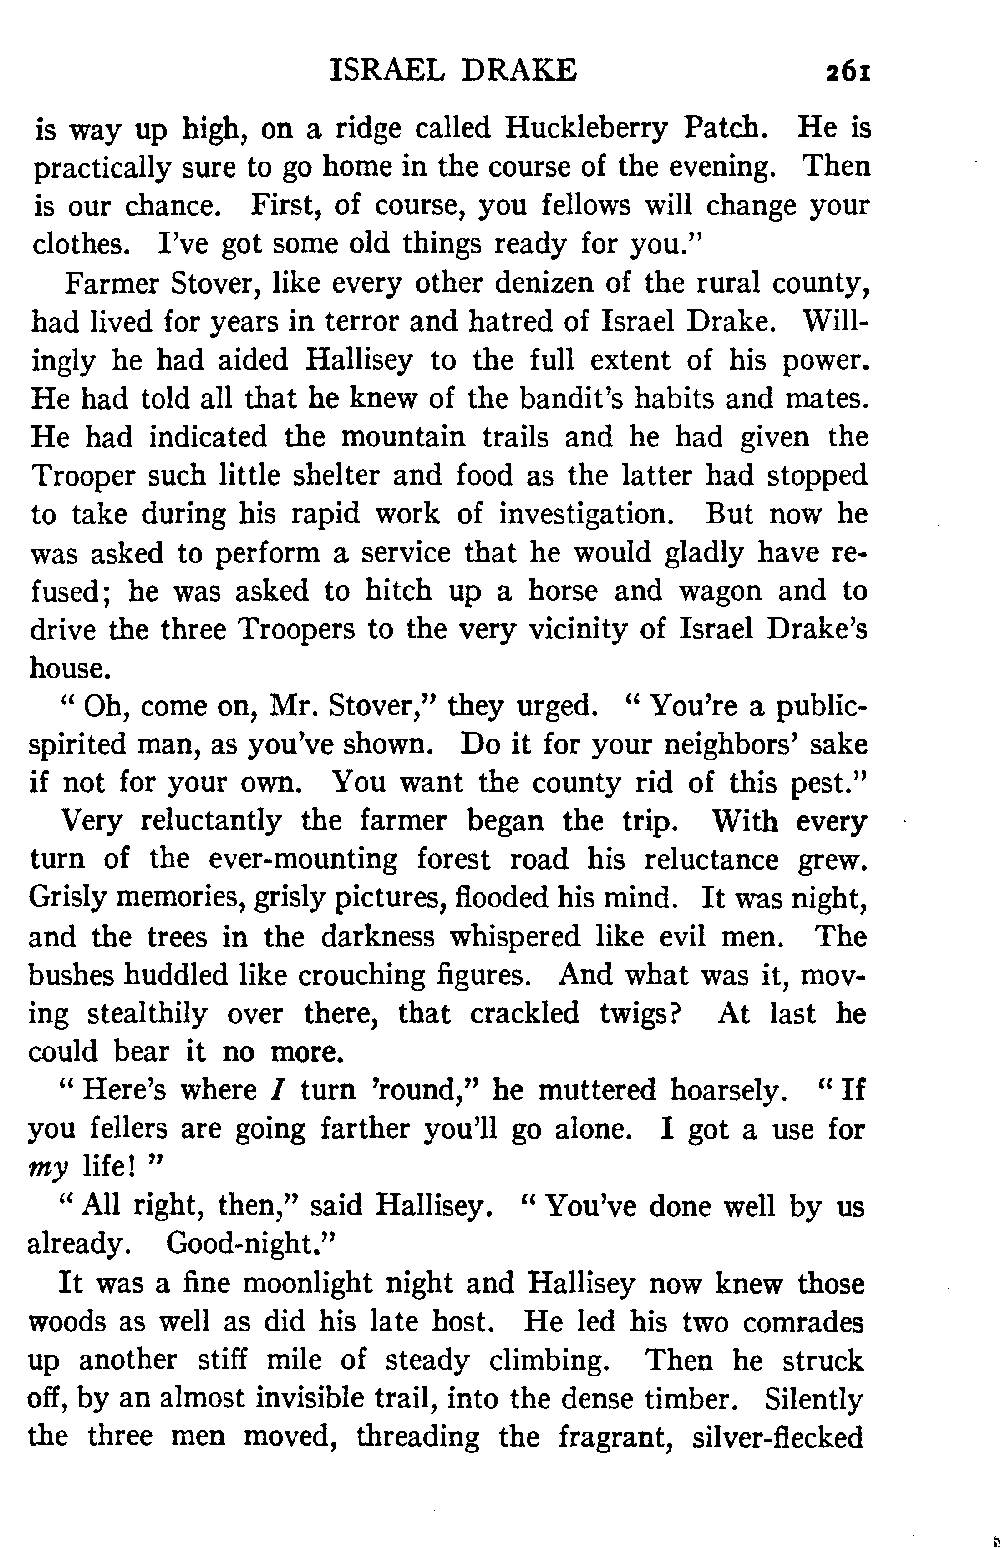 ISRAEL DRAKE 261
is way up high, on a ridge called Huckleberry Patch. He is
practically sure to go home in the course of the evening. Then
is our chance. First, of course, you fellows will change your
clothes. I've got some old things ready for you."
Farmer Stover, like every other denizen of the rural county,
had lived for years in terror and hatred of Israel Drake. Will-
ingly he had aided Hallisey to the full extent of his power.
He had told all that he knew of the bandit's habits and mates.
He had indicated the mountain trails and he had given the
Trooper such little shelter and food as the latter had stopped
to take during his rapid work of investigation. But now he
was asked to perform a service that he would gladly have re-
fused; he was asked to hitch up a horse and wagon and to
drive the three Troopers to the very vicinity of Israel Drake's
house.
" Oh, come on, Mr. Stover," they urged. " You're a public-
spirited man, as you've shown. Do it for your neighbors' sake
if not for your own. You want the county rid of this pest."
Very reluctantly the farmer began the trip. With every
turn of the ever-mounting forest road his reluctance grew.
Grisly memories, grisly pictures, flooded his mind. It was night,
and the trees in the darkness whispered like evil men. The
bushes huddled like crouching figures. And what was it, mov-
ing stealthily over there, that crackled twigs? At last he
could bear it no more.
" Here's where I turn 'round," he muttered hoarsely. " If
you fellers are going farther you'll go alone. I got a use for
my life! "
" All right, then," said Hallisey. " You've done well by us
already. Good-night."
It was a fine moonlight night and Hallisey now knew those
woods as well as did his late host. He led his two comrades
up another stiff mile of steady climbing. Then he struck
off, by an almost invisible trail, into the dense timber. Silently
the three men moved, threading the fragrant, silver-flecked